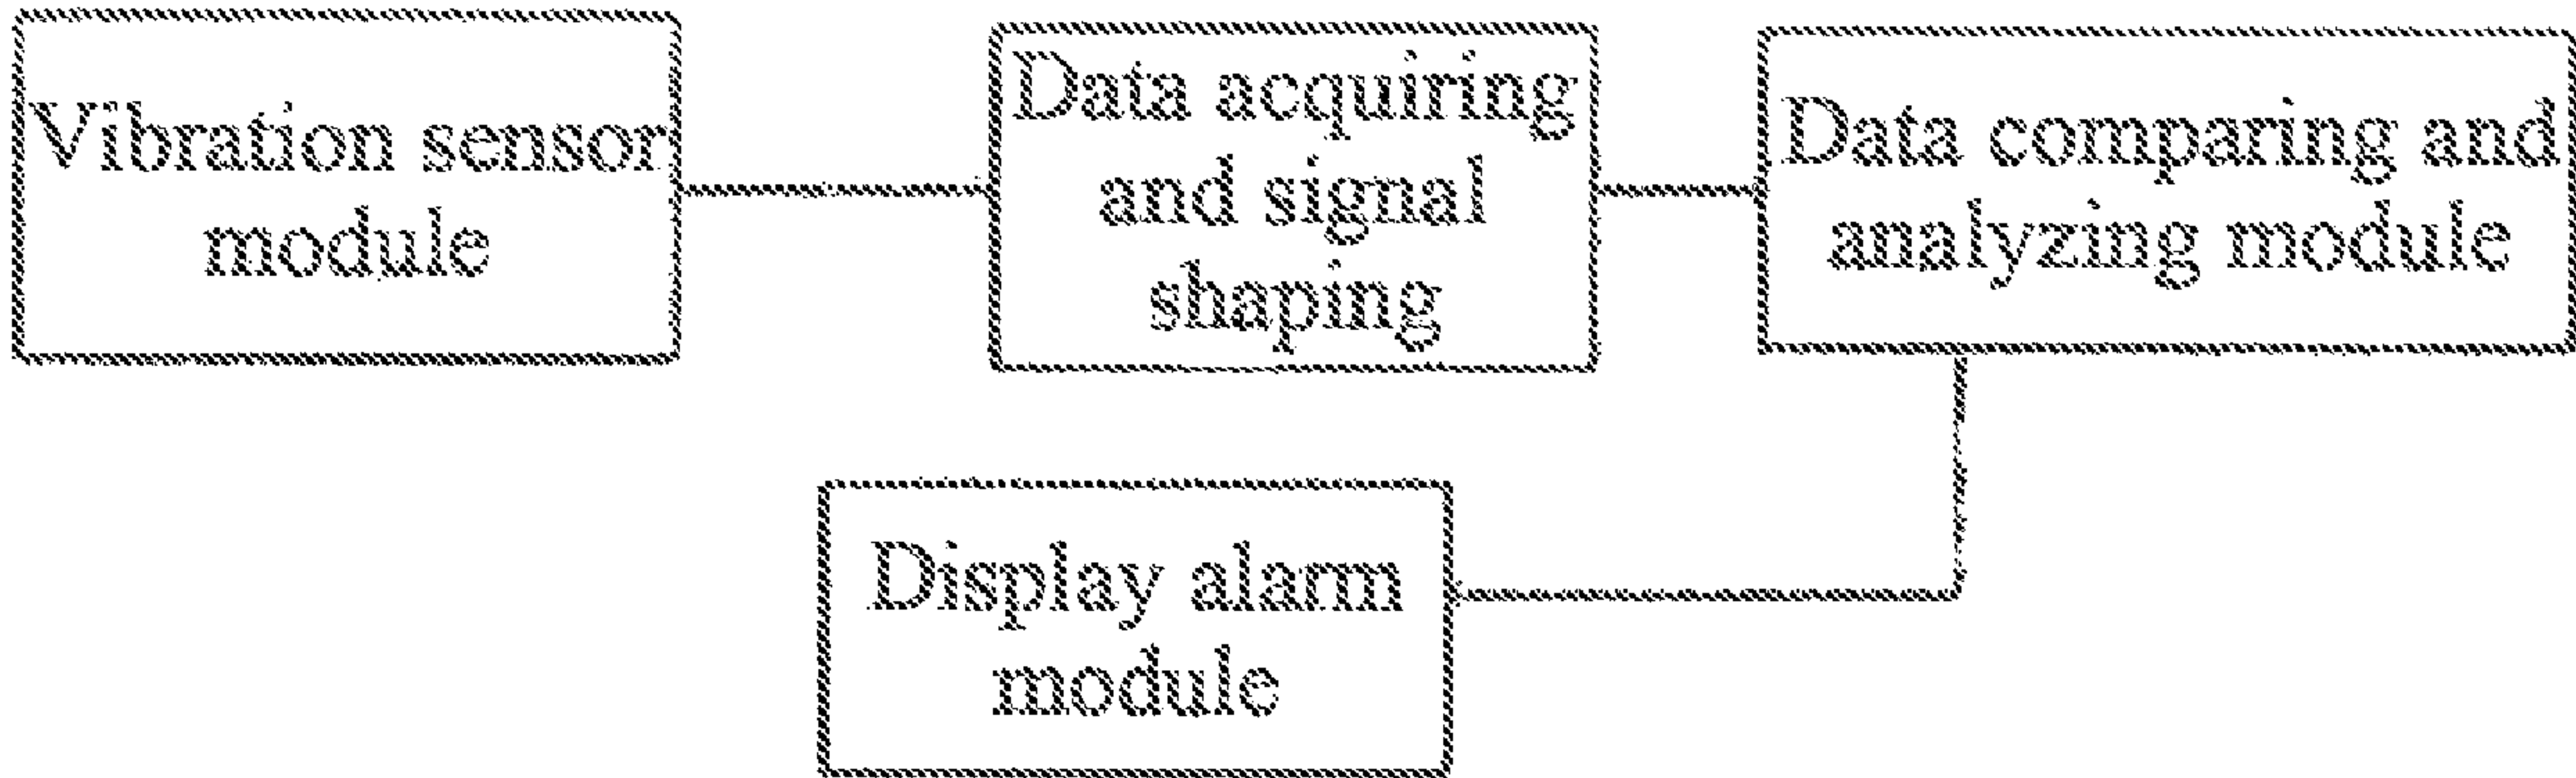 Vibration sensor
module
Data acquiring
and signal
shaping
Data comparing and
analyzing module
Display alarm
module